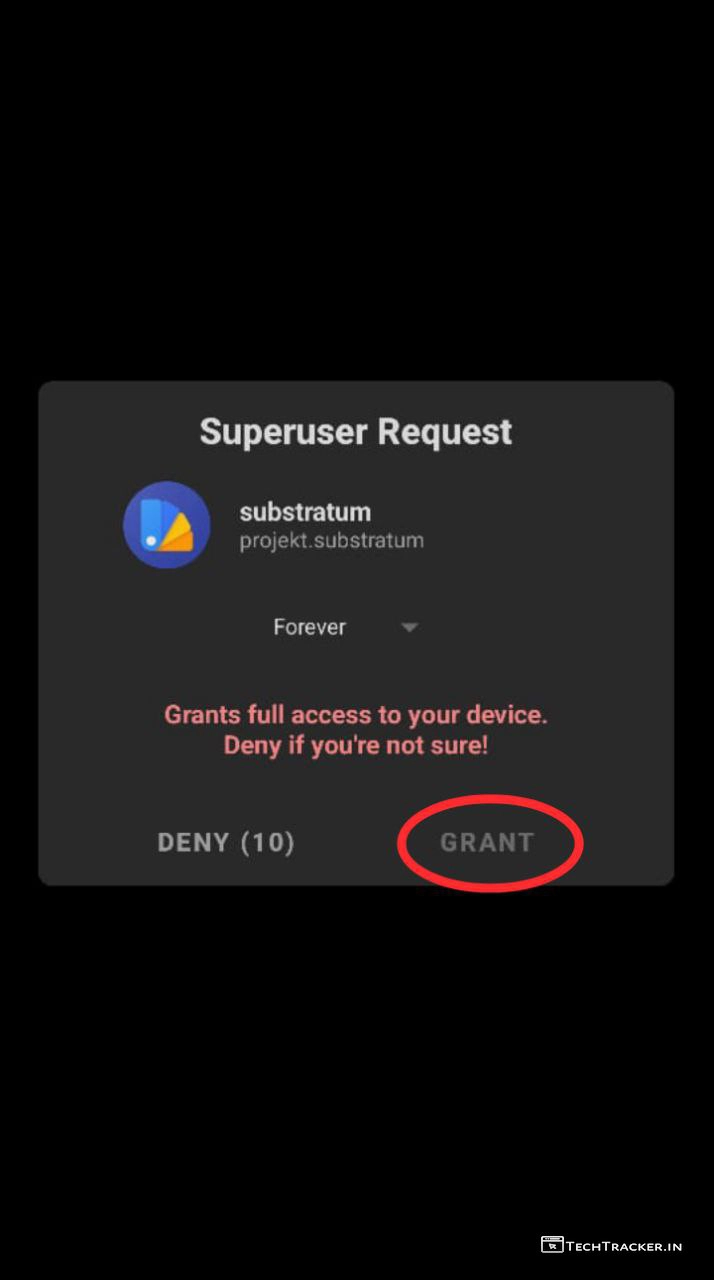 Superuser Request
substratum
projekt.substratum
Forever
Grants full access to your device.
Deny if you're not sure!
DENY (10)
GRANT
TechTracker.in